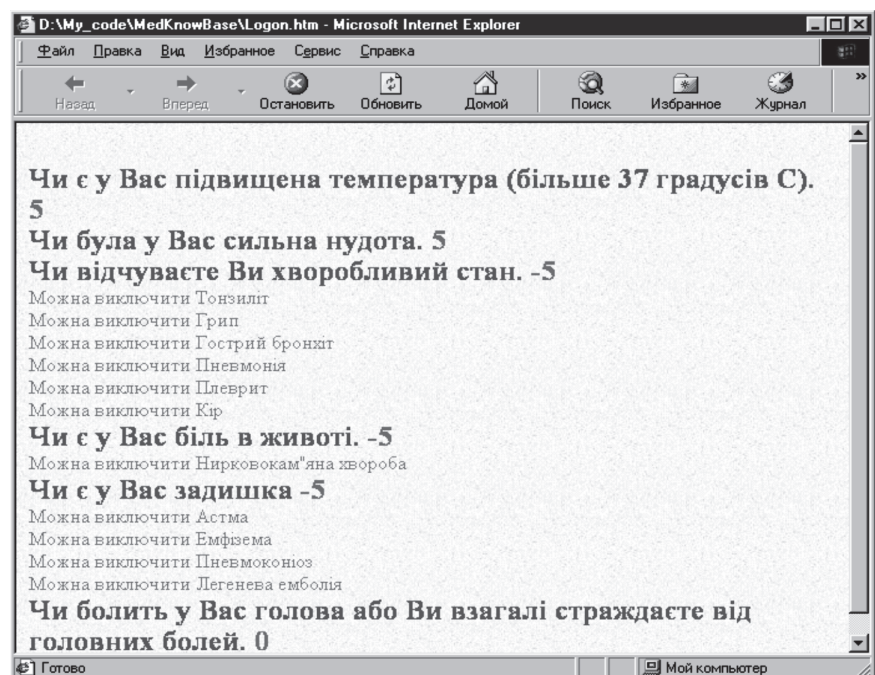 D:\My_code\MedKnowBase\Logon.htm - Microsoft Internet Explorer
Файл Правка Вид Избранное Сервис Справка
Назад Вперед Остановить Обновить Домой Поиск Избранное Журнал »
Чи є у Вас підвищена температура (більше 37 градусів С).
5
Чи була у Вас сильна нудота. 5
Чи відчуваєте Ви хворобливий стан. -5
Можна виключити Тонзиліт
Можна виключити Грип
Можна виключити Гострий бронхіт
Можна виключити Пневмонія
Можна виключити Плеврит
Можна виключити Кір
Чи є у Вас біль в животі. -5
Можна виключити Нирковокам"яна хвороба
Чи є у Вас задишка -5
Можна виключити Астма
Можна виключити Емфізема
Можна виключити Пневмоконіоз
Можна виключити Легенева емболія
Чи болить у Вас голова або Ви взагалі страждаєте від
головних болей. 0
Готово Мой компьютер